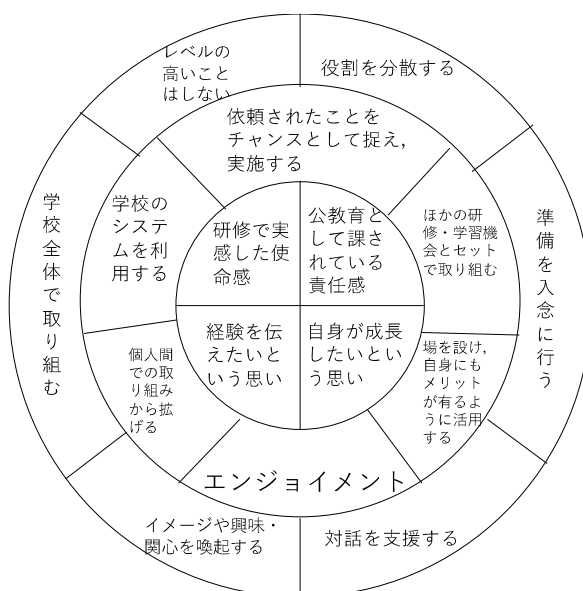 レベルの
高いこと
はしない
役割を分散する
依頼されたことを
チャンスとして捉え,
実施する
学校の
システ
ムを利
用する
研修で実
感した使
命感
公教育と
して課さ
れている
責任感
ほかの研
修・学習機
会とセット
で取り組む
学校全体で取り組む
準備を入念に行う
経験を伝
えたいと
いう思い
自身が成長
したいとい
う思い
個人間
での取
り組み
から拡
げる
場を設け,
自身にも
メリット
が有るよ
うに活用
する
エンジョイメント
イメージや興味・
関心を喚起する
対話を支援する